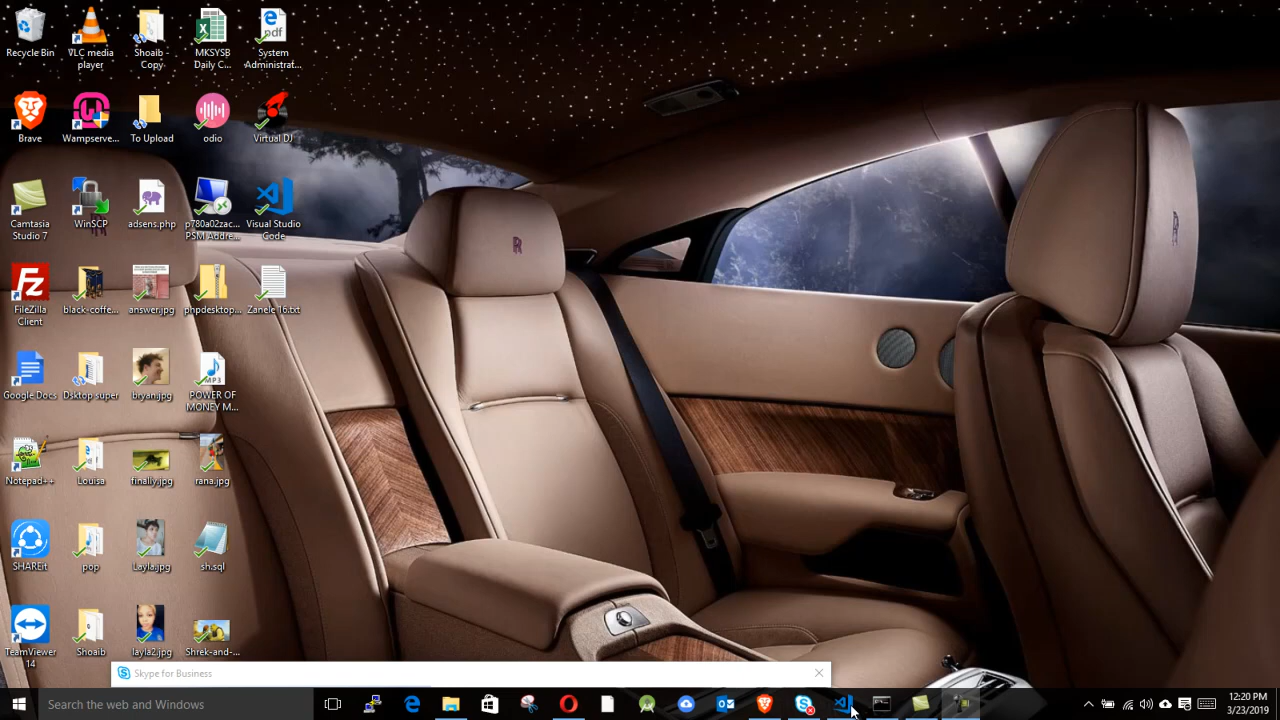 Recycle Bin
VLC media
player
Shoaib -
Copy
MKSYSB
Daily C...
System
Administrat...
Brave
Wampserve...
To Upload
odio
Virtual DJ
Camtasia
Studio 7
WinSCP
adsens.php
p780a02zac...
PSM Addre...
Visual Studio
Code
FileZilla
Client
black-coffe...
answer.jpg
phpdesktop...
Zanele To.txt
Google Docs
Dsktop super
bryan.jpg
POWER OF
MONEY M...
Notepad++
Louisa
finally.jpg
rana.jpg
SHAREit
pop
Layla.jpg
sh.sql
TeamViewer
14
Shoaib
layla2.jpg
Shrek-and-...
Skype for Business
Search the web and Windows
12:20 PM
3/23/2019